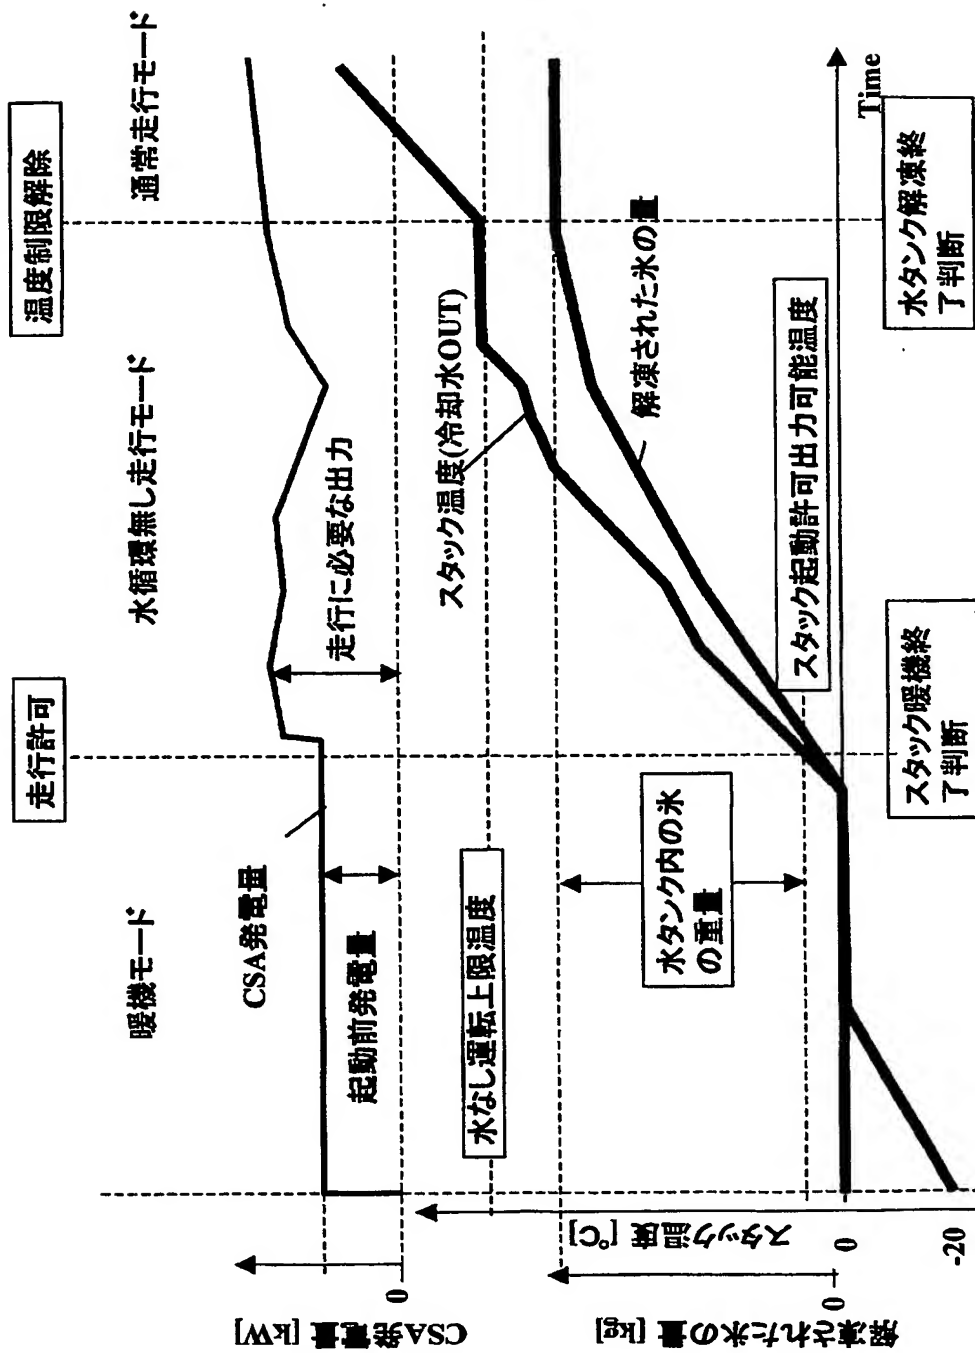 走行許可
温度制限解除
暖機モード
水循環無し走行モード
通常走行モード
CSA発電量
起動前発電量
走行に必要な出力
CSA発電量 [kW]
0
水なし運転上限温度
スタック温度(冷却水OUT)
水タンク内の氷
の重量
解凍された氷の量
スタック起動許可出力可能温度
スタック温度 [°C]
0
-20
解凍された氷の量 [kg]
0
Time
スタック暖機終
了判断
水タンク解凍終
了判断